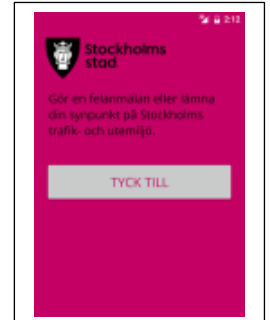 2:12
Stockholms
stad
Gör en felanmälan eller lämna
din synpunkt på Stockholms
trafik- och utemiljö.
TYCK TILL